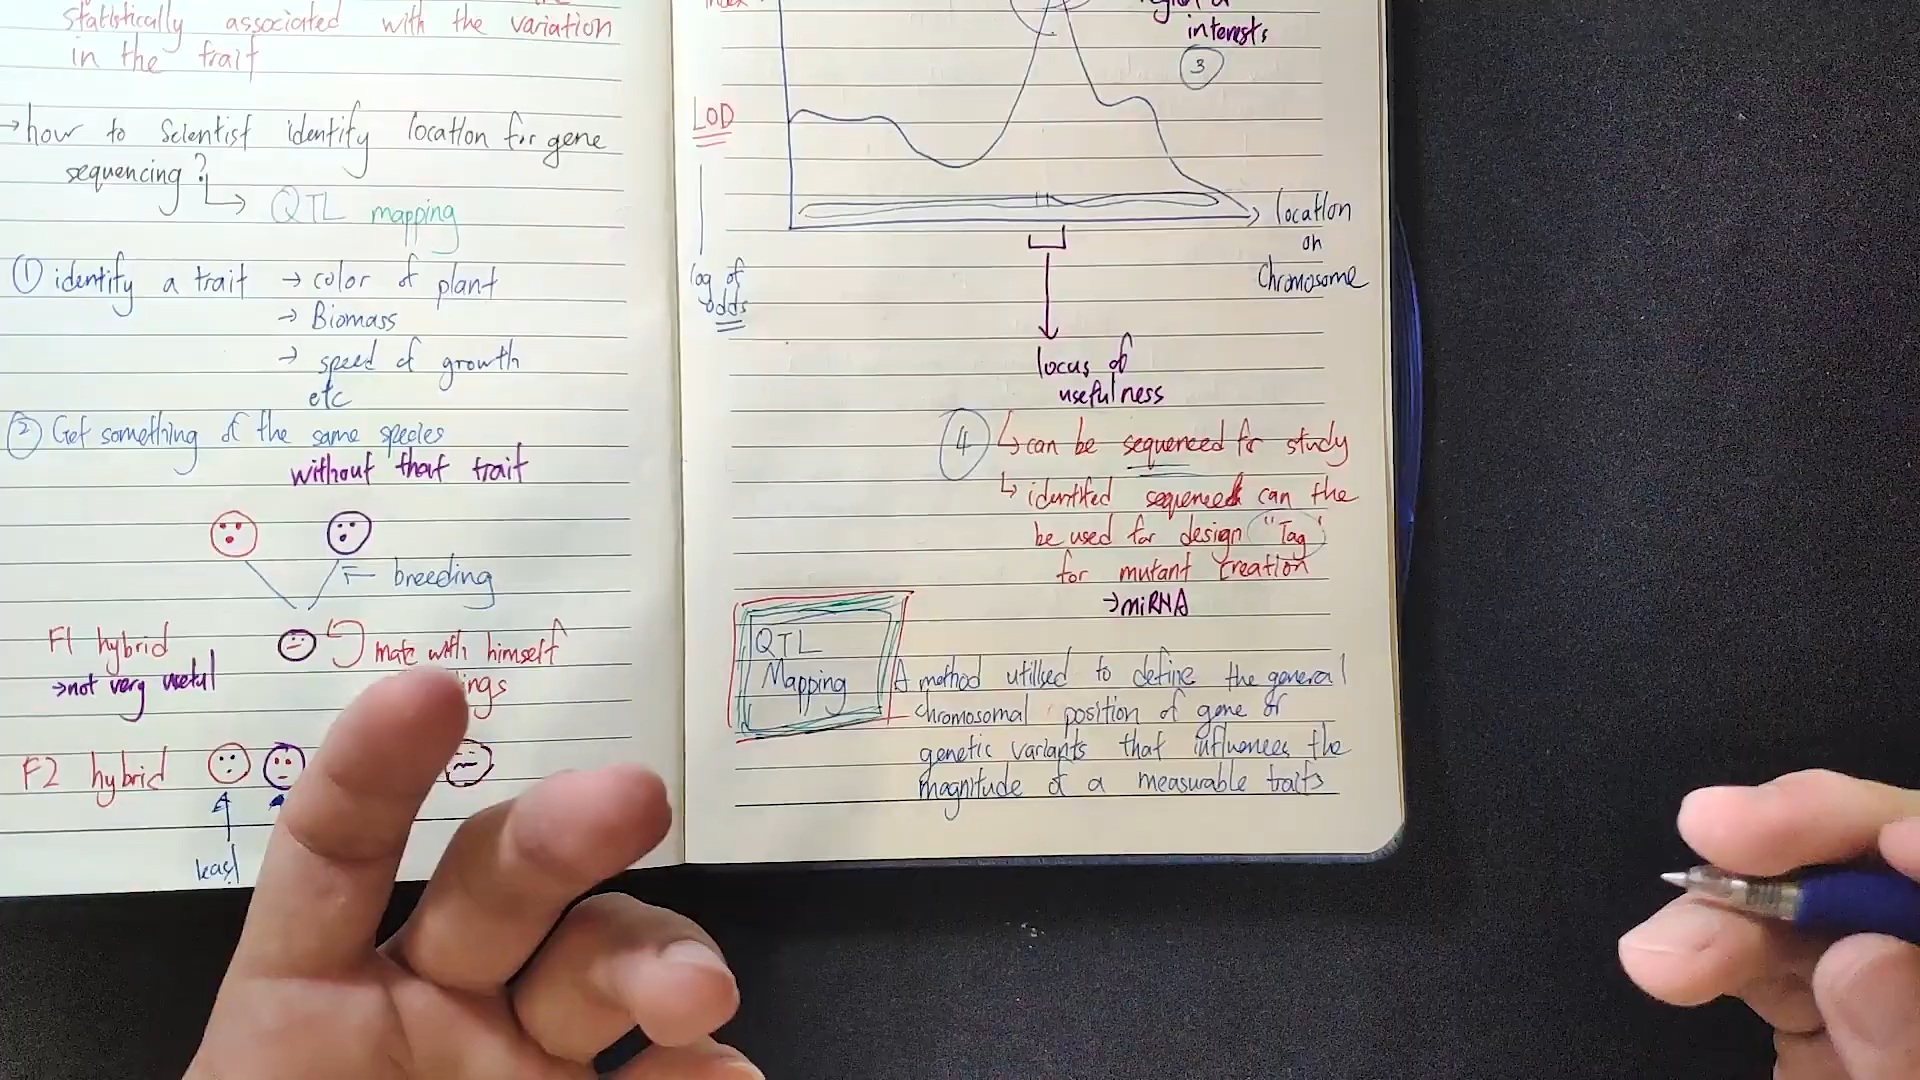 statistically associated with the variation
in the trait
→ how to Scientist identify location for gene
sequencing?
→ QTL mapping
① identify a trait → color of plant
→ Biomass
→ speed of growth
etc
② Get something of the same species
without that trait
← breeding
F1 hybrid
→ not very useful
mate with himself
F2 hybrid
interests
③
LOD
log of
odds
→ location
on
Chromosome
locus of
usefulness
④ ↳ can be sequenced for study
↳ identifed sequenced can the
be used for design "Tag"
for mutant creation
→ miRNA
QTL
Mapping
A method utilised to define the general
chromosomal position of gene or
genetic variants that influences the
magnitude of a measurable traits